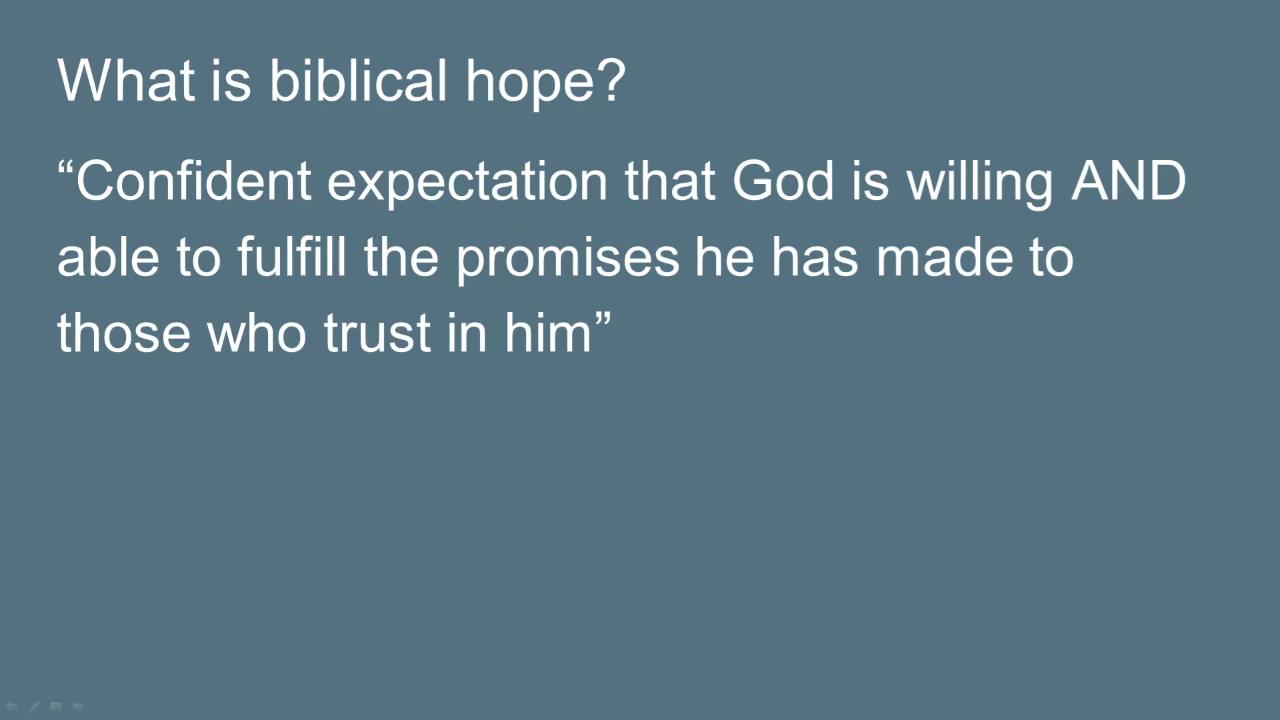 What is biblical hope?
“Confident expectation that God is willing AND
able to fulfill the promises he has made to
those who trust in him”